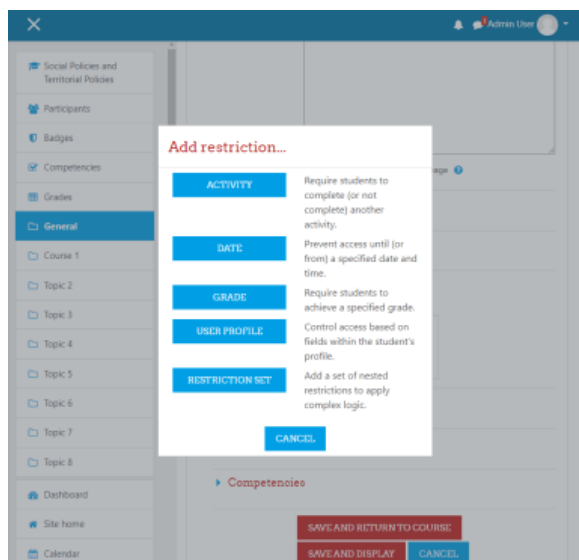 Admin User
Social Policies and
Territorial Policies
Participants
Badges
Competencies
Grades
General
Course 1
Topic 2
Topic 3
Topic 4
Topic 5
Topic 6
Topic 7
Topic 8
Dashboard
Site home
Calendar
Add restriction...
ACTIVITY
Require students to
complete (or not
complete) another
activity.
DATE
Prevent access until (or
from) a specified date and
time.
GRADE
Require students to
achieve a specified grade.
USER PROFILE
Control access based on
fields within the student's
profile.
RESTRICTION SET
Add a set of nested
restrictions to apply
complex logic.
CANCEL
Competencies
SAVE AND RETURN TO COURSE
SAVE AND DISPLAY
CANCEL